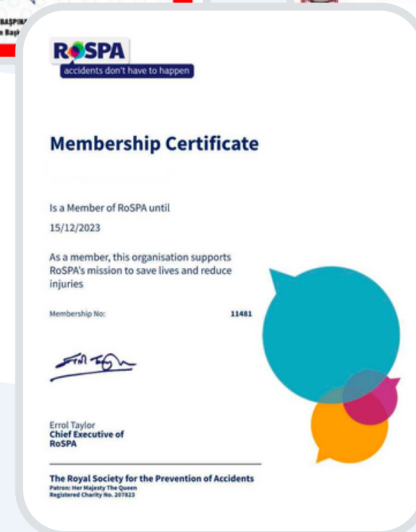 BAŞPINA
n Başk
RoSPA
accidents don't have to happen
Membership Certificate
Is a Member of RoSPA until
15/12/2023
As a member, this organisation supports
RoSPA's mission to save lives and reduce
injuries
Membership No: 11481
Errol Taylor
Chief Executive of
RoSPA
The Royal Society for the Prevention of Accidents
Patron: Her Majesty The Queen
Registered Charity No. 207823